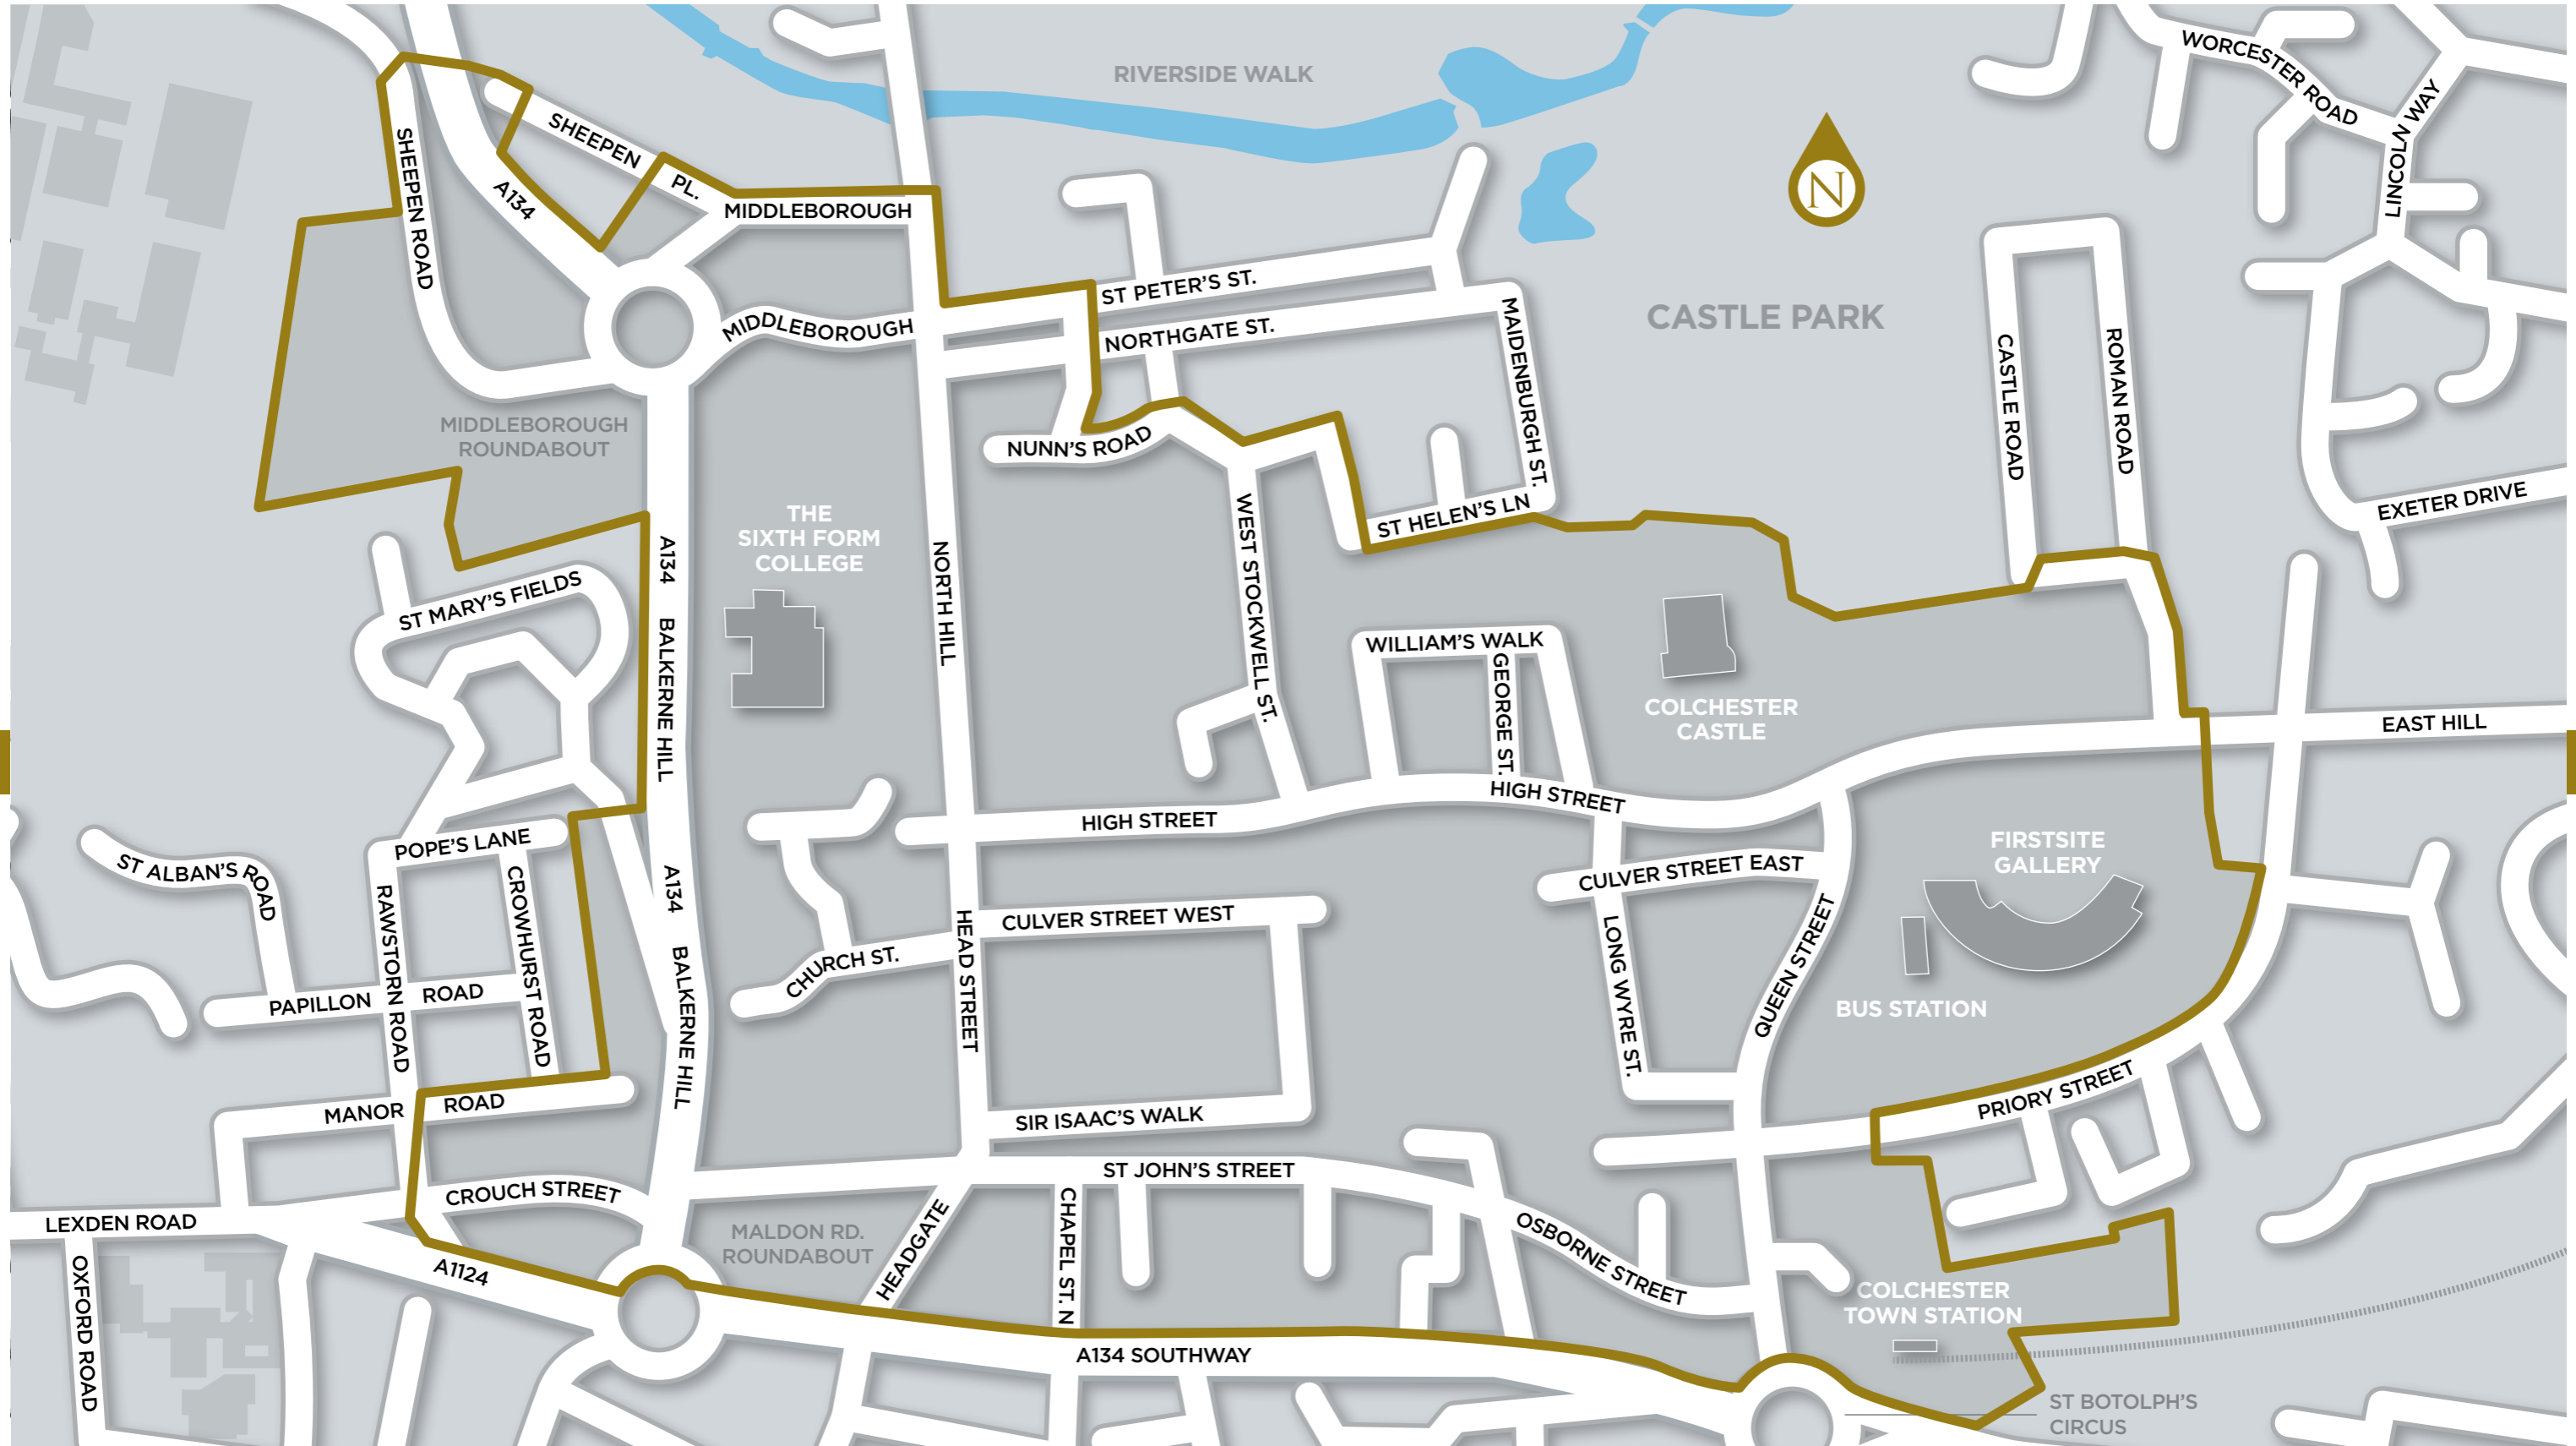 RIVERSIDE WALK
WORCESTER ROAD
LINCOLN WAY
SHEEPEN
PL.
SHEEPEN ROAD
A134
MIDDLEBOROUGH
N
ST PETER'S ST.
MIDDLEBOROUGH
NORTHGATE ST.
MAIDENBURGH ST.
CASTLE PARK
CASTLE ROAD
ROMAN ROAD
MIDDLEBOROUGH
ROUNDABOUT
NUNN'S ROAD
ST HELEN'S LN
EXETER DRIVE
THE
SIXTH FORM
COLLEGE
A134
BALKERNE HILL
NORTH HILL
WEST STOCKWELL ST.
ST MARY'S FIELDS
WILLIAM'S WALK
GEORGE ST.
COLCHESTER
CASTLE
EAST HILL
HIGH STREET
HIGH STREET
POPE'S LANE
ST ALBAN'S ROAD
RAWSTORN ROAD
CROWHURST ROAD
A134
BALKERNE HILL
FIRSTSITE
GALLERY
CULVER STREET EAST
CULVER STREET WEST
HEAD STREET
CHURCH ST.
LONG WYRE ST.
QUEEN STREET
BUS STATION
PAPILLON
ROAD
MANOR
ROAD
SIR ISAAC'S WALK
PRIORY STREET
ST JOHN'S STREET
CROUCH STREET
LEXDEN ROAD
OXFORD ROAD
A1124
MALDON RD.
ROUNDABOUT
HEADGATE
CHAPEL ST. N
OSBORNE STREET
COLCHESTER
TOWN STATION
A134 SOUTHWAY
ST BOTOLPH'S
CIRCUS